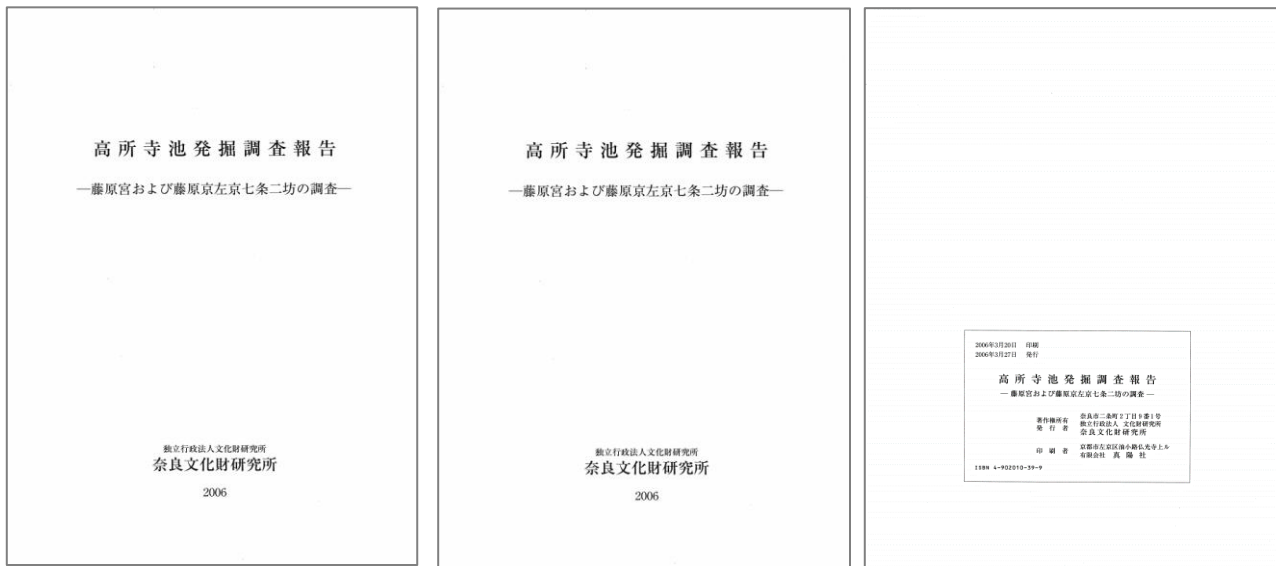 高所寺池発掘調査報告
―藤原宮および藤原京左京七条二坊の調査―
独立行政法人文化財研究所
奈良文化財研究所
2006
高所寺池発掘調査報告
―藤原宮および藤原京左京七条二坊の調査―
独立行政法人文化財研究所
奈良文化財研究所
2006
2006年3月20日 印刷
2006年3月27日 発行
高所寺池発掘調査報告
― 藤原宮および藤原京左京七条二坊の調査 ―
著作権所有
発行者
奈良市二条町2丁目9番1号
独立行政法人 文化財研究所
奈良文化財研究所
印刷者
京都市左京区油小路仏光寺上ル
有限会社 真陽社
ISBN 4-902010-39-9